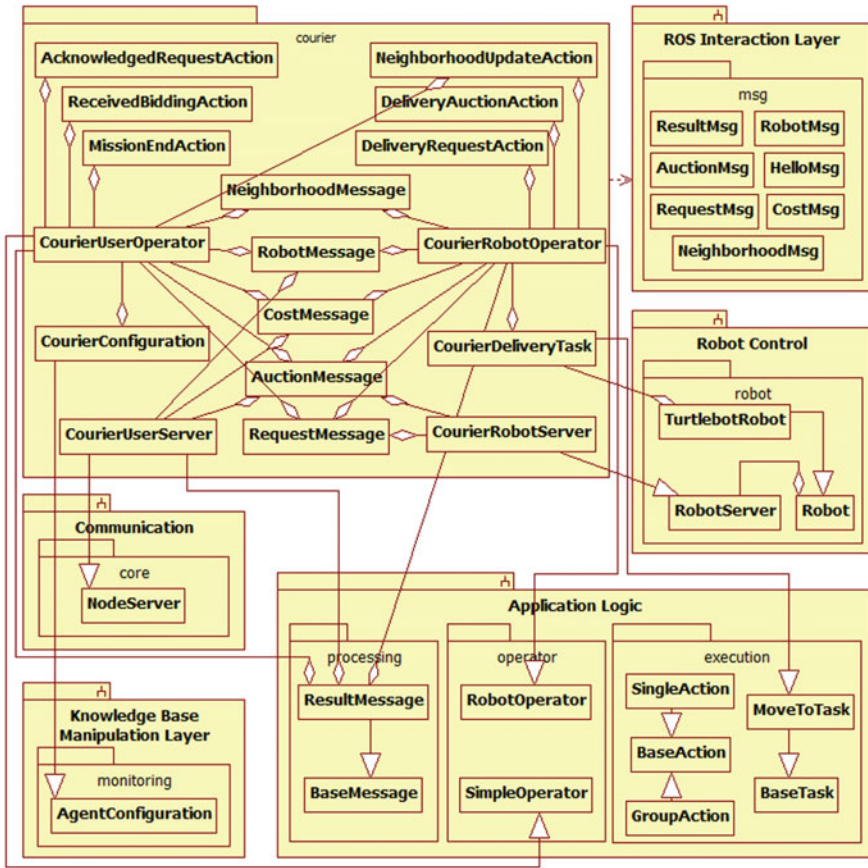 courier
AcknowledgedRequestAction
NeighborhoodUpdateAction
ReceivedBiddingAction
DeliveryAuctionAction
MissionEndAction
DeliveryRequestAction
NeighborhoodMessage
CourierUserOperator
CourierRobotOperator
RobotMessage
CostMessage
CourierConfiguration
CourierDeliveryTask
AuctionMessage
CourierUserServer
RequestMessage
CourierRobotServer
ROS Interaction Layer
msg
ResultMsg
RobotMsg
AuctionMsg
HelloMsg
RequestMsg
CostMsg
NeighborhoodMsg
Robot Control
robot
TurtlebotRobot
RobotServer
Robot
Communication
core
NodeServer
Knowledge Base
Manipulation Layer
monitoring
AgentConfiguration
Application Logic
processing
ResultMessage
BaseMessage
operator
RobotOperator
SimpleOperator
execution
SingleAction
MoveToTask
BaseAction
BaseTask
GroupAction